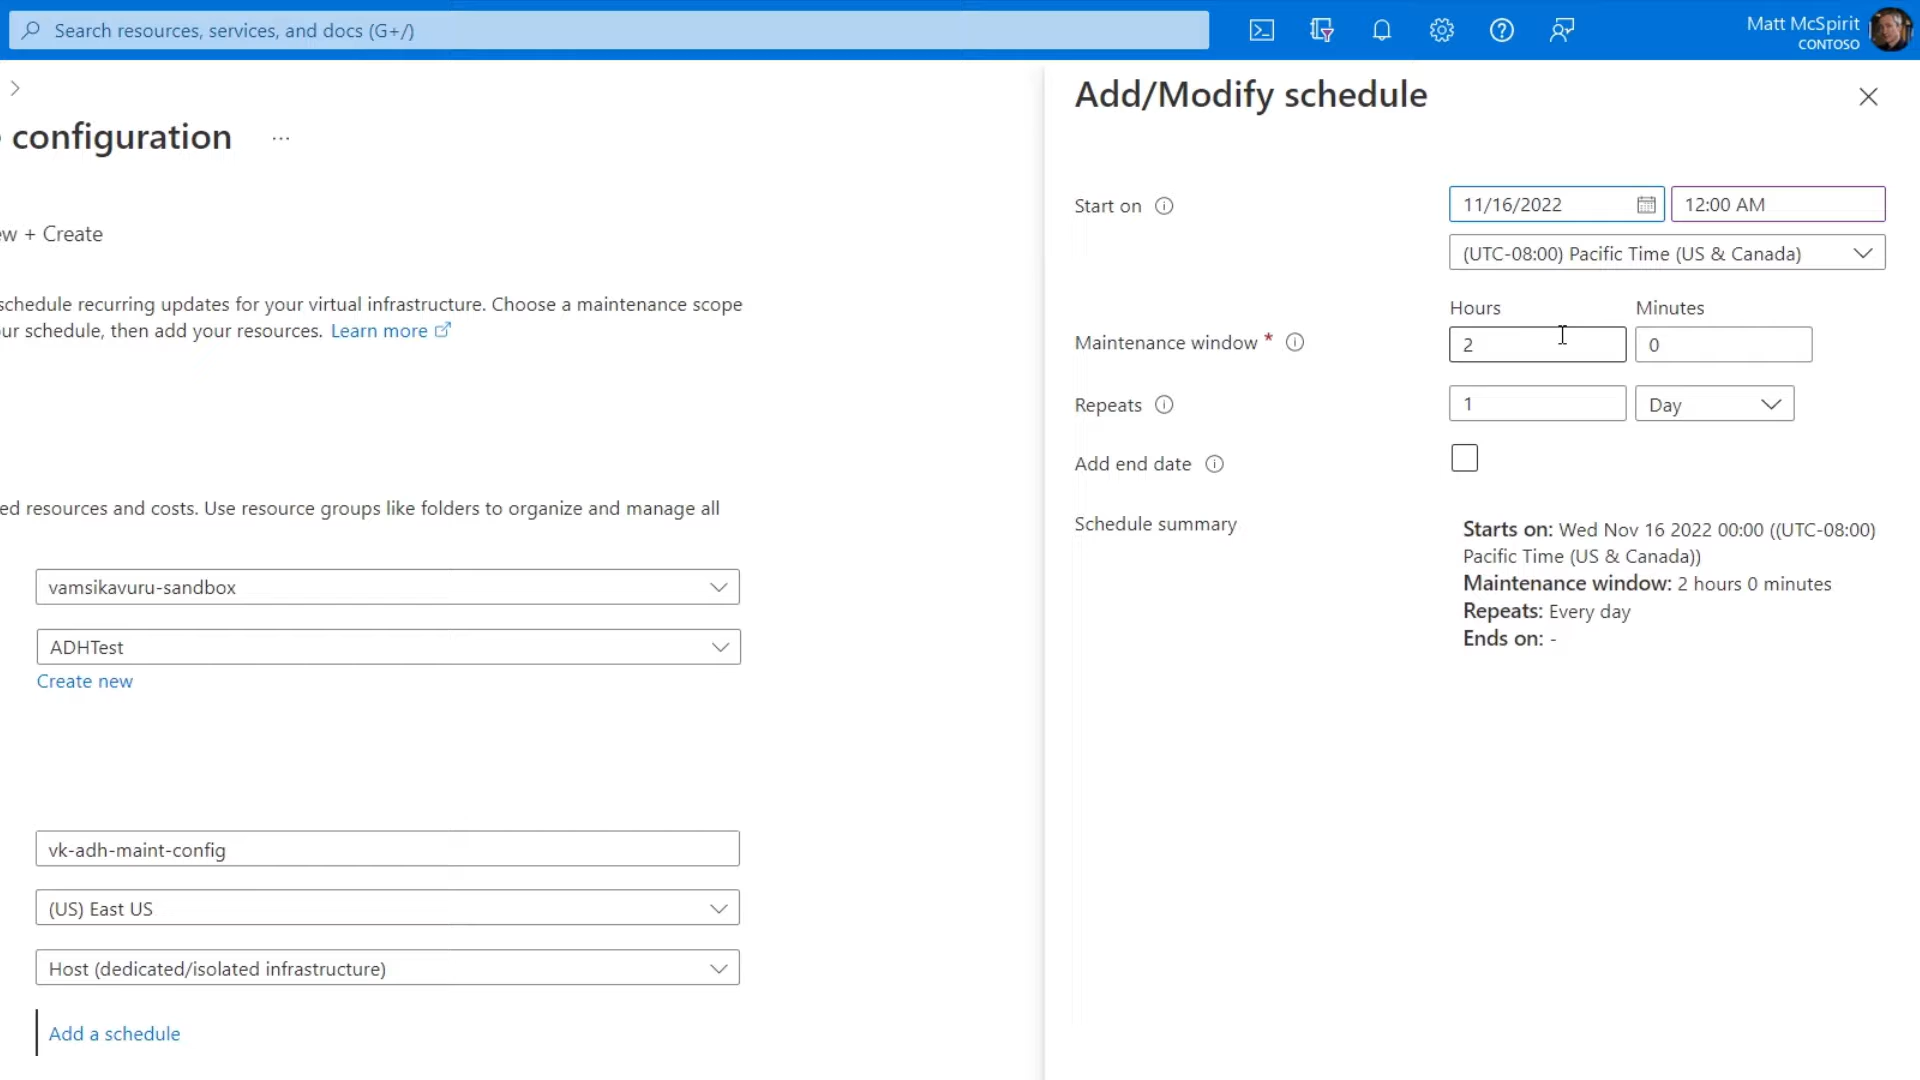 Search resources, services, and docs (G+/)
Matt McSpirit
CONTOSO
configuration
...
w + Create
schedule recurring updates for your virtual infrastructure. Choose a maintenance scope
ur schedule, then add your resources. Learn more
ed resources and costs. Use resource groups like folders to organize and manage all
vamsikavuru-sandbox
ADHTest
Create new
vk-adh-maint-config
(US) East US
Host (dedicated/isolated infrastructure)
Add a schedule
Add/Modify schedule
Start on
11/16/2022
12:00 AM
(UTC-08:00) Pacific Time (US & Canada)
Hours
Minutes
Maintenance window *
2
0
Repeats
1
Day
Add end date
Schedule summary
Starts on: Wed Nov 16 2022 00:00 ((UTC-08:00)
Pacific Time (US & Canada))
Maintenance window: 2 hours 0 minutes
Repeats: Every day
Ends on: -